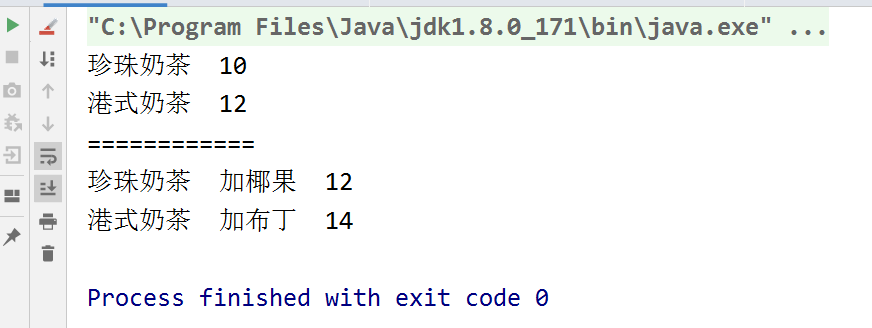 "C:\Program Files\Java\jdk1.8.0_171\bin\java.exe" ...
珍珠奶茶  10
港式奶茶  12
============
珍珠奶茶  加椰果  12
港式奶茶  加布丁  14
Process finished with exit code 0